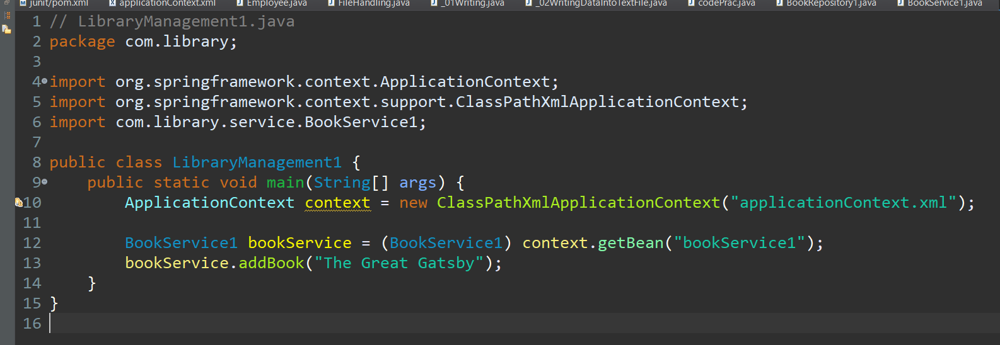 junit/pom.xml applicationContext.xml Employee.java FileHandling.java _01Writing.java _02WritingDataIntoTextFile.java codePrac.java BookRepository1.java BookService1.java
1 // LibraryManagement1.java
2 package com.library;
3
4 import org.springframework.context.ApplicationContext;
5 import org.springframework.context.support.ClassPathXmlApplicationContext;
6 import com.library.service.BookService1;
7
8 public class LibraryManagement1 {
9     public static void main(String[] args) {
10         ApplicationContext context = new ClassPathXmlApplicationContext("applicationContext.xml");
11
12         BookService1 bookService = (BookService1) context.getBean("bookService1");
13         bookService.addBook("The Great Gatsby");
14     }
15 }
16